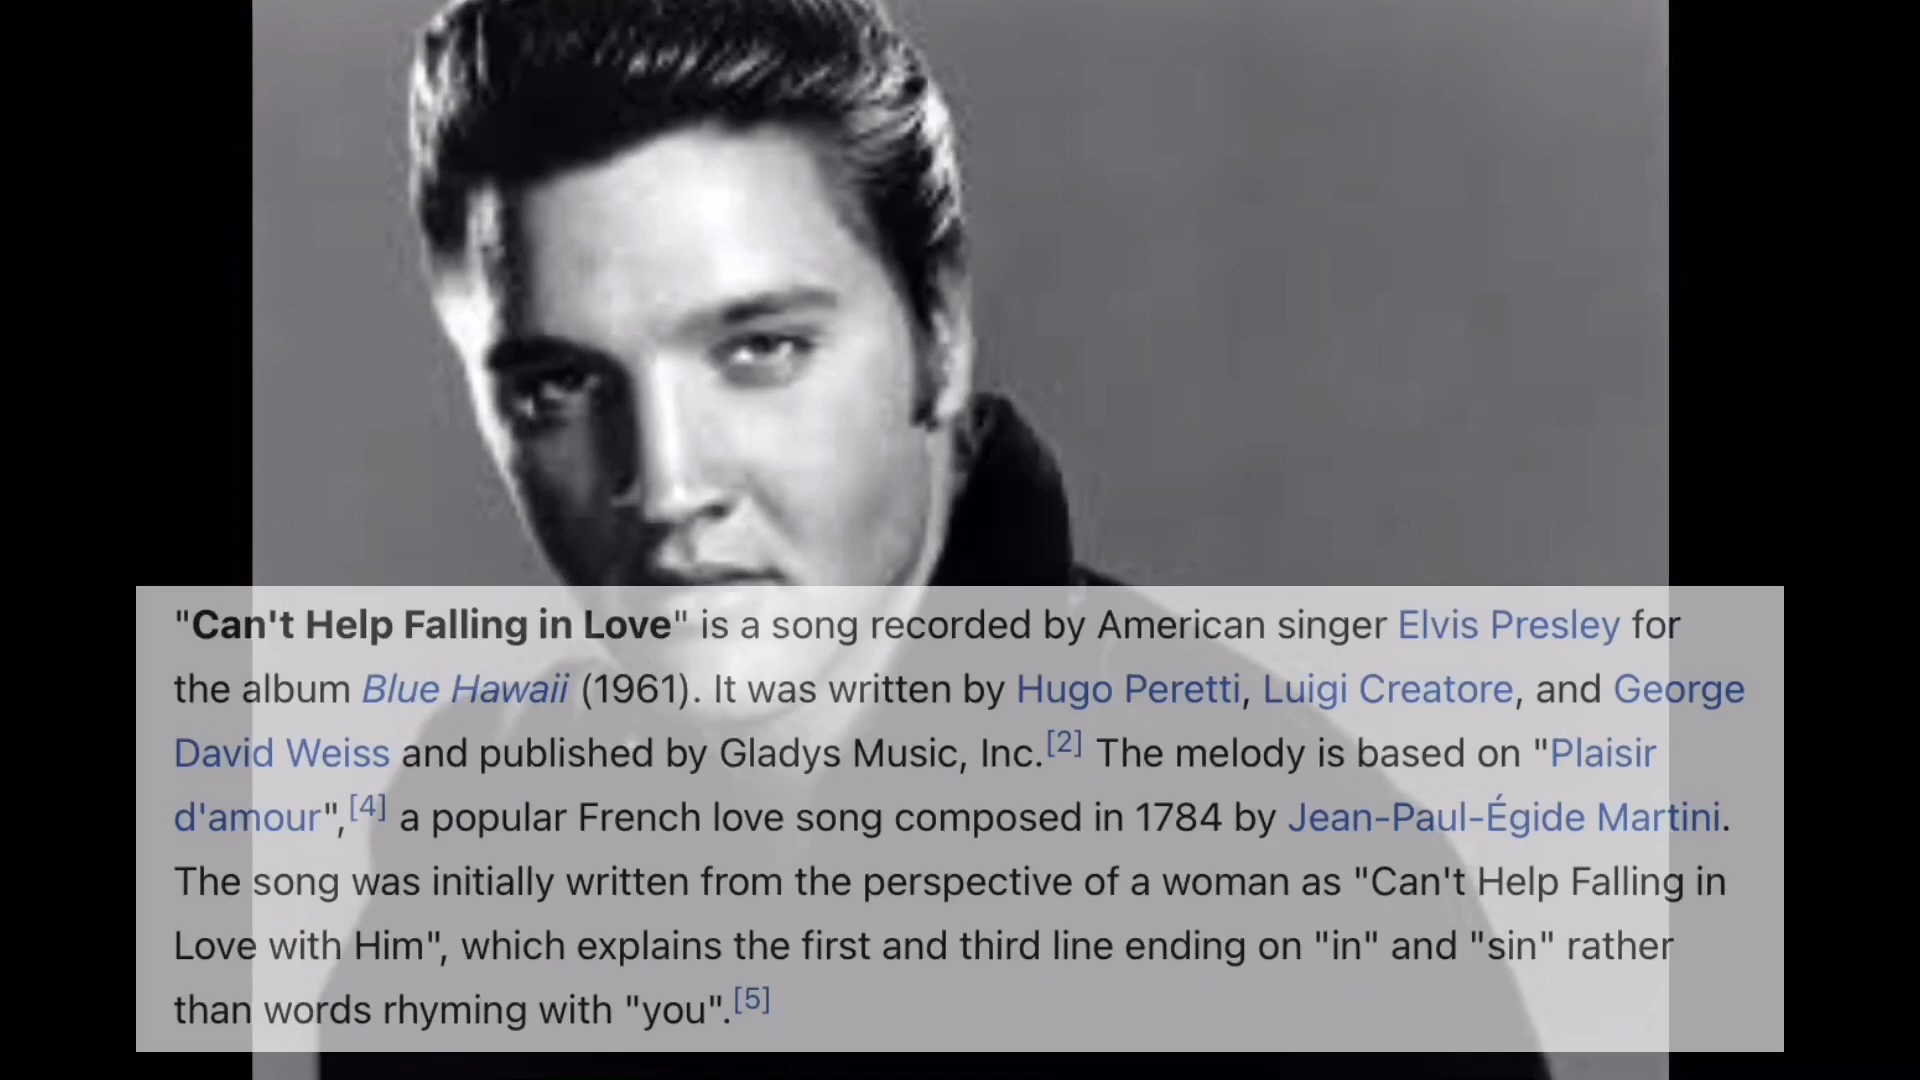 "Can't Help Falling in Love" is a song recorded by American singer Elvis Presley for
the album Blue Hawaii (1961). It was written by Hugo Peretti, Luigi Creatore, and George
David Weiss and published by Gladys Music, Inc.[2] The melody is based on "Plaisir
d'amour",[4] a popular French love song composed in 1784 by Jean-Paul-Égide Martini.
The song was initially written from the perspective of a woman as "Can't Help Falling in
Love with Him", which explains the first and third line ending on "in" and "sin" rather
than words rhyming with "you".[5]